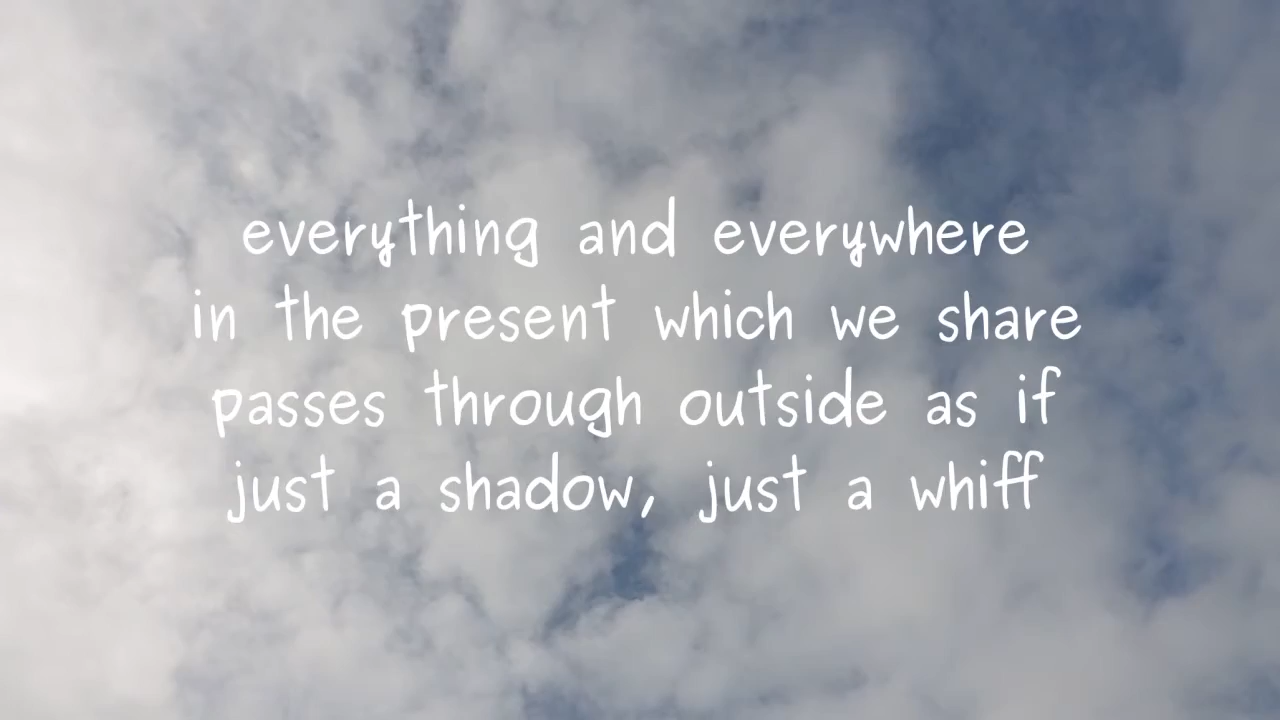 everything and everywhere
in the present which we share
passes through outside as if
just a shadow, just a whiff